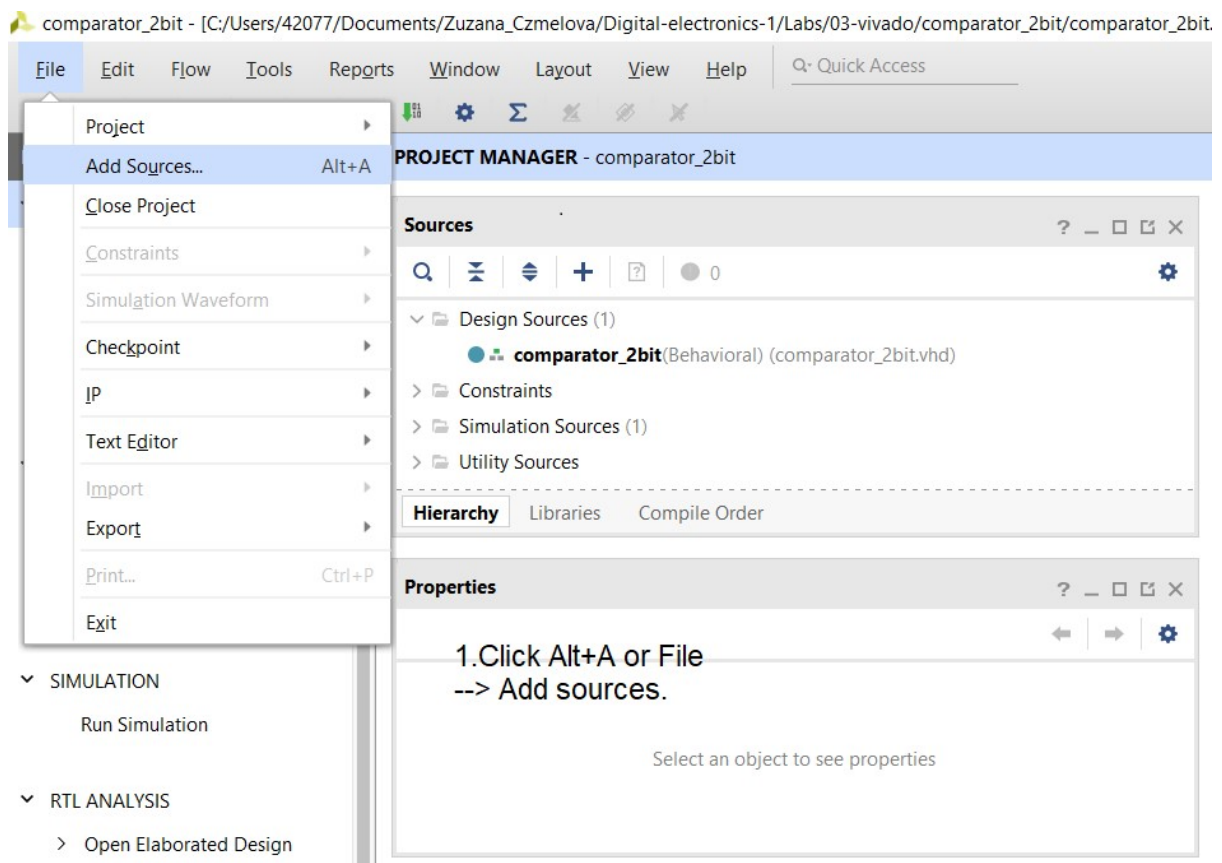 comparator_2bit - [C:/Users/42077/Documents/Zuzana_Czmelova/Digital-electronics-1/Labs/03-vivado/comparator_2bit/comparator_2bit.
File Edit Flow Tools Reports Window Layout View Help Quick Access
Project
Add Sources... Alt+A
Close Project
Constraints
Simulation Waveform
Checkpoint
IP
Text Editor
Import
Export
Print... Ctrl+P
Exit
SIMULATION
Run Simulation
RTL ANALYSIS
Open Elaborated Design
PROJECT MANAGER - comparator_2bit
Sources
0
Design Sources (1)
comparator_2bit(Behavioral) (comparator_2bit.vhd)
Constraints
Simulation Sources (1)
Utility Sources
Hierarchy Libraries Compile Order
Properties
1.Click Alt+A or File
--> Add sources.
Select an object to see properties